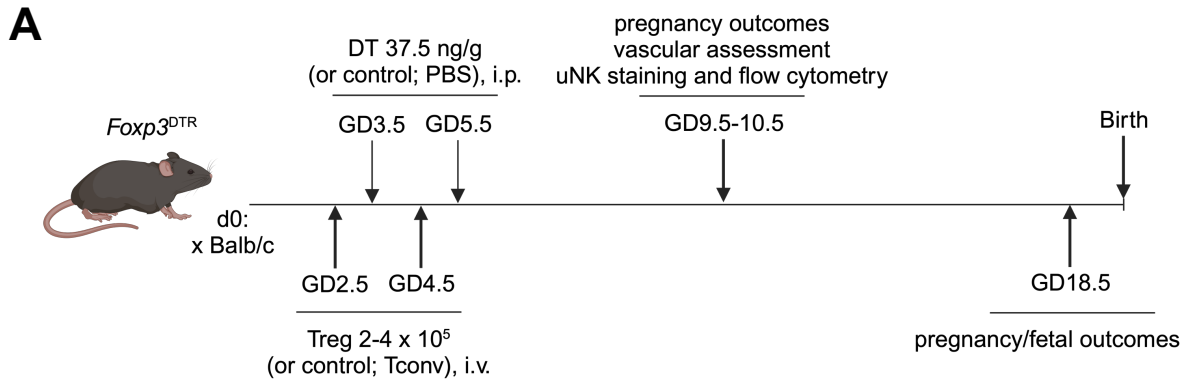 A
pregnancy outcomes
vascular assessment
uNK staining and flow cytometry
DT 37.5 ng/g
(or control; PBS), i.p.
GD3.5 GD5.5
GD9.5-10.5
Birth
Foxp3DTR
d0:
x Balb/c
GD2.5 GD4.5
GD18.5
Treg 2-4 x 10⁵
(or control; Tconv), i.v.
pregnancy/fetal outcomes